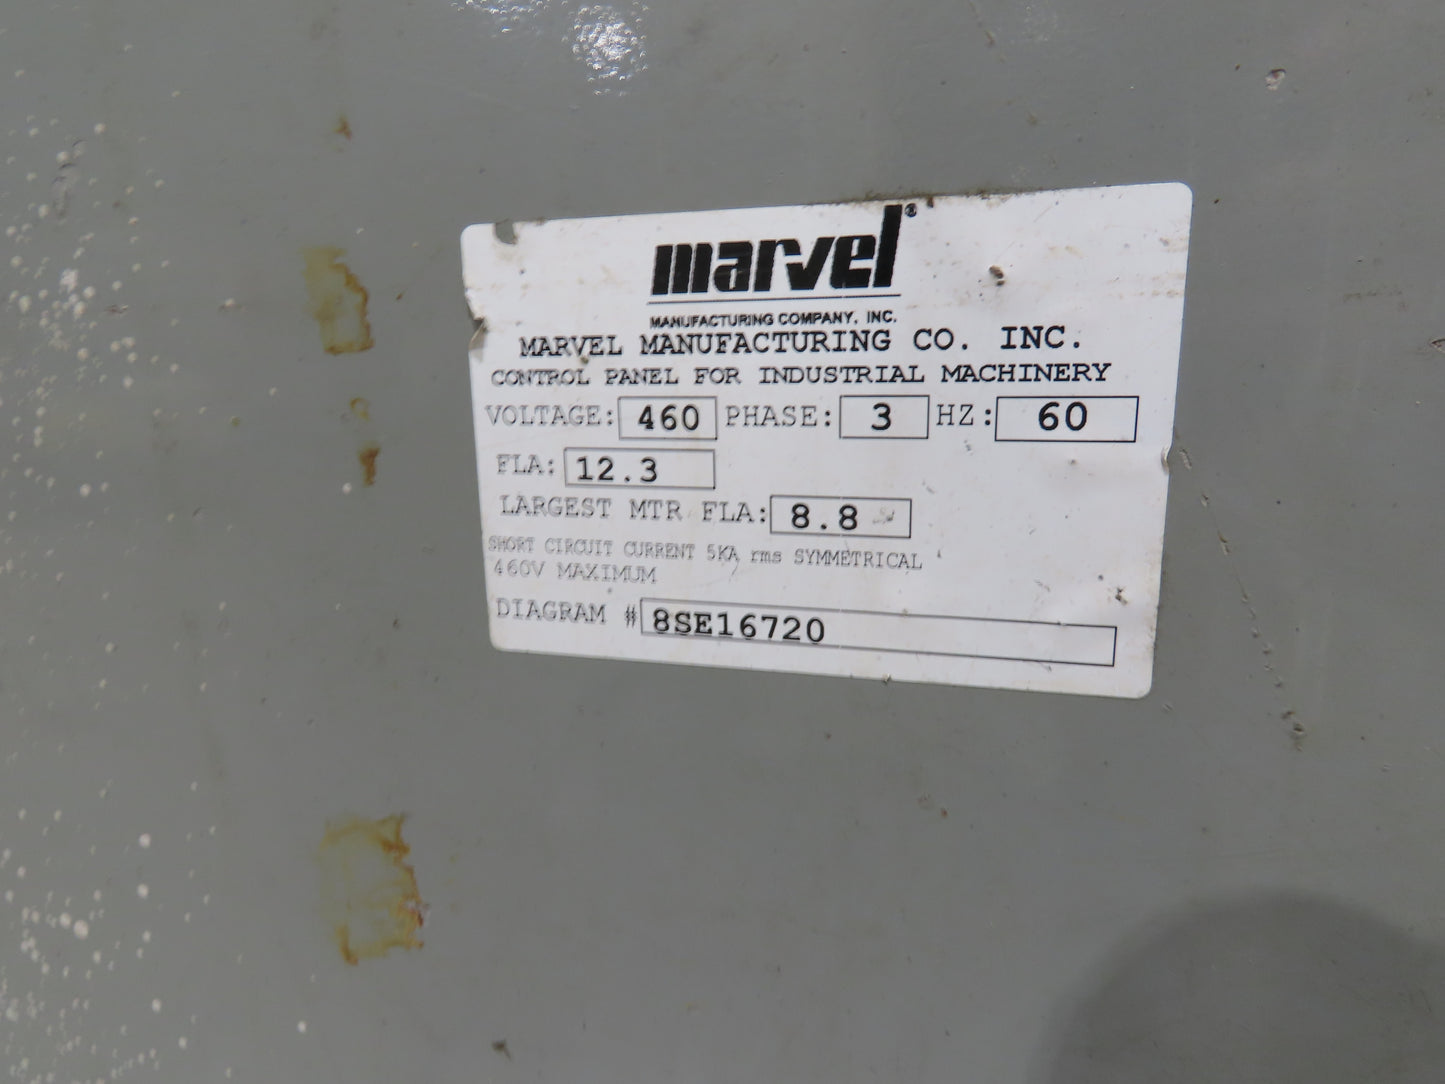 marvel®
MANUFACTURING COMPANY, INC.
MARVEL MANUFACTURING CO. INC.
CONTROL PANEL FOR INDUSTRIAL MACHINERY
VOLTAGE: 460 PHASE: 3 HZ: 60
FLA: 12.3
LARGEST MTR FLA: 8.8
SHORT CIRCUIT CURRENT 5KA rms SYMMETRICAL
460V MAXIMUM
DIAGRAM # 8SE16720